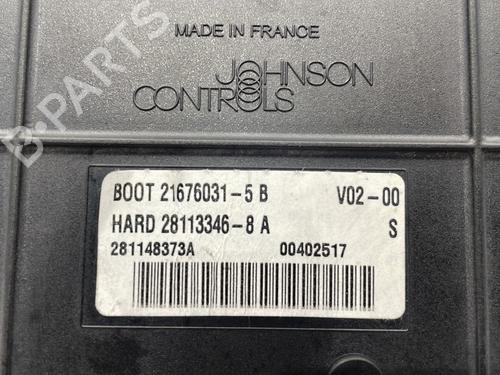 MADE IN FRANCE
JOHNSON
CONTROLS
B-PARTS
BOOT 21676031-5 B V02-00
HARD 28113346-8 A S
281148373A 00402517